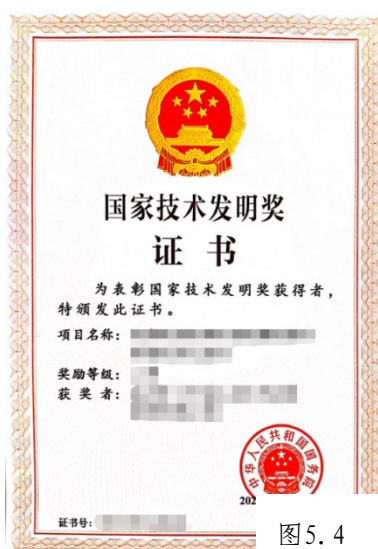 国家技术发明奖
证书
为表彰国家技术发明奖获得者，
特颁发此证书。
项目名称：
奖励等级：
获奖者：
中华人民共和国国务院
202
证书号：
图5.4